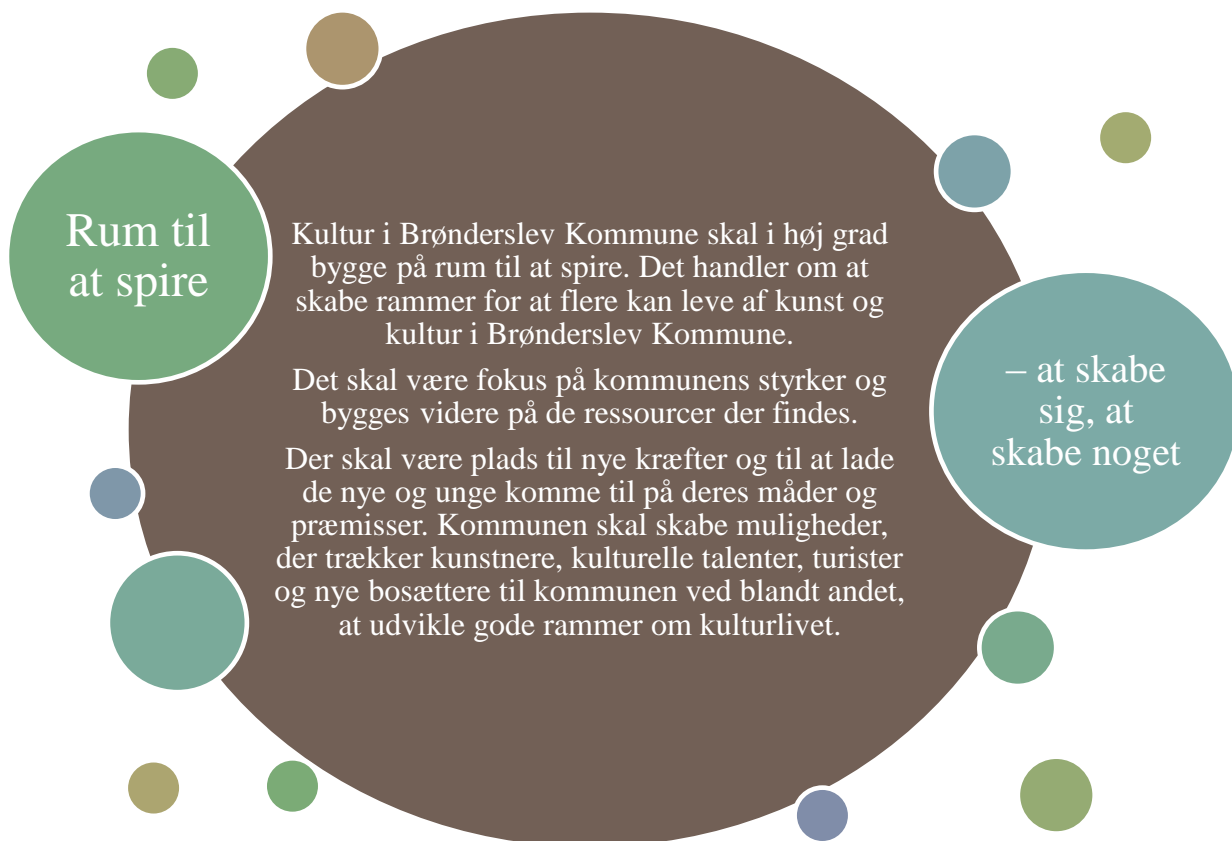 Rum til
at spire
Kultur i Brønderslev Kommune skal i høj grad
bygge på rum til at spire. Det handler om at
skabe rammer for at flere kan leve af kunst og
kultur i Brønderslev Kommune.
Det skal være fokus på kommunens styrker og
bygges videre på de ressourcer der findes.
Der skal være plads til nye kræfter og til at lade
de nye og unge komme til på deres måder og
præmisser. Kommunen skal skabe muligheder,
der trækker kunstnere, kulturelle talenter, turister
og nye bosættere til kommunen ved blandt andet,
at udvikle gode rammer om kulturlivet.
– at skabe
sig, at
skabe noget